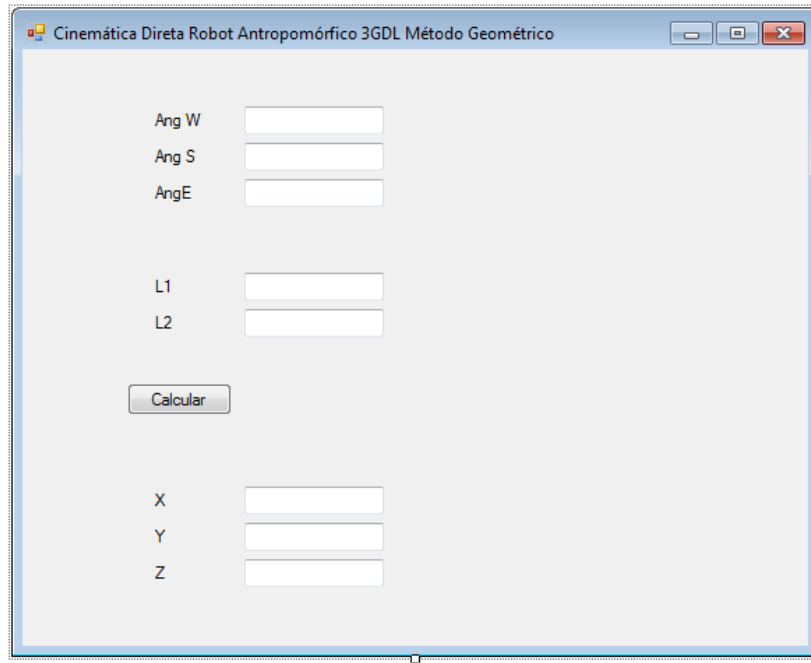 Cinemática Direta Robot Antropomórfico 3GDL Método Geométrico
Ang W
Ang S
AngE
L1
L2
Calcular
X
Y
Z